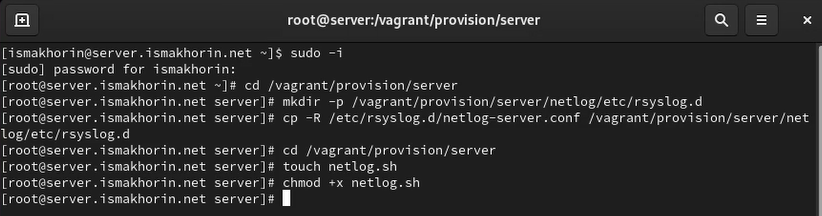 root@server:/vagrant/provision/server
[ismakhorin@server.ismakhorin.net ~]$ sudo -i
[sudo] password for ismakhorin:
[root@server.ismakhorin.net ~]# cd /vagrant/provision/server
[root@server.ismakhorin.net server]# mkdir -p /vagrant/provision/server/netlog/etc/rsyslog.d
[root@server.ismakhorin.net server]# cp -R /etc/rsyslog.d/netlog-server.conf /vagrant/provision/server/net
log/etc/rsyslog.d
[root@server.ismakhorin.net server]# cd /vagrant/provision/server
[root@server.ismakhorin.net server]# touch netlog.sh
[root@server.ismakhorin.net server]# chmod +x netlog.sh
[root@server.ismakhorin.net server]#